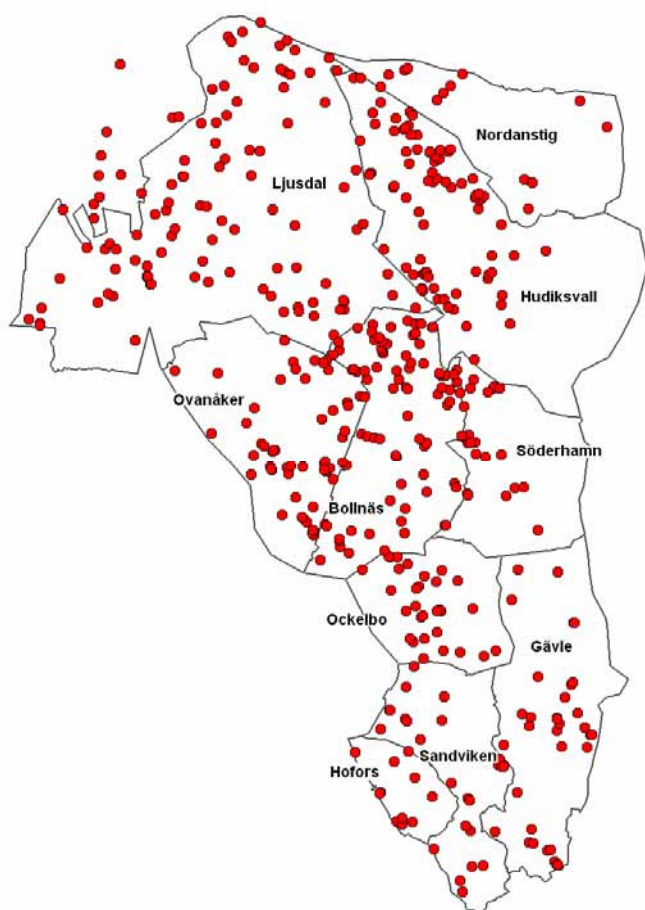 Nordanstig
Ljusdal
Hudiksvall
Ovanåker
Söderhamn
Bollnäs
Ockelbo
Gävle
Sandviken
Hofors